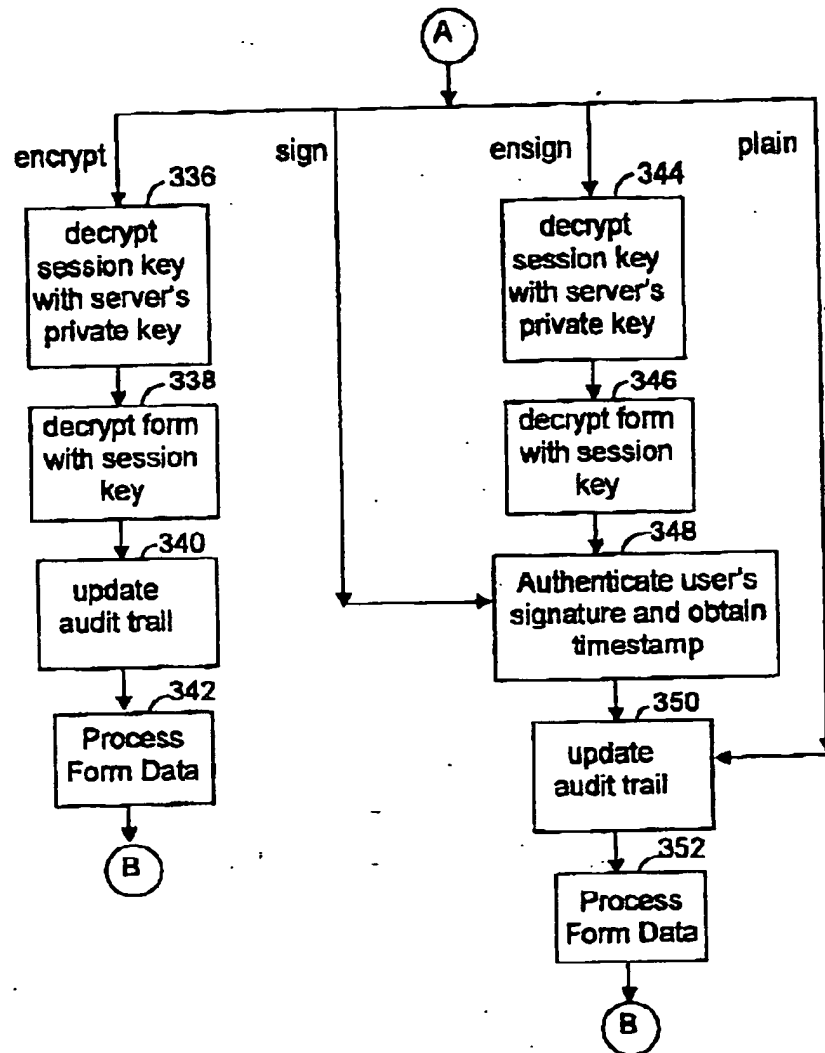 A
encrypt
sign
ensign
plain
336
decrypt
session key
with server's
private key
338
decrypt form
with session
key
340
update
audit trail
342
Process
Form Data
B
344
decrypt
session key
with server's
private key
346
decrypt form
with session
key
348
Authenticate user's
signature and obtain
timestamp
350
update
audit trail
352
Process
Form Data
B